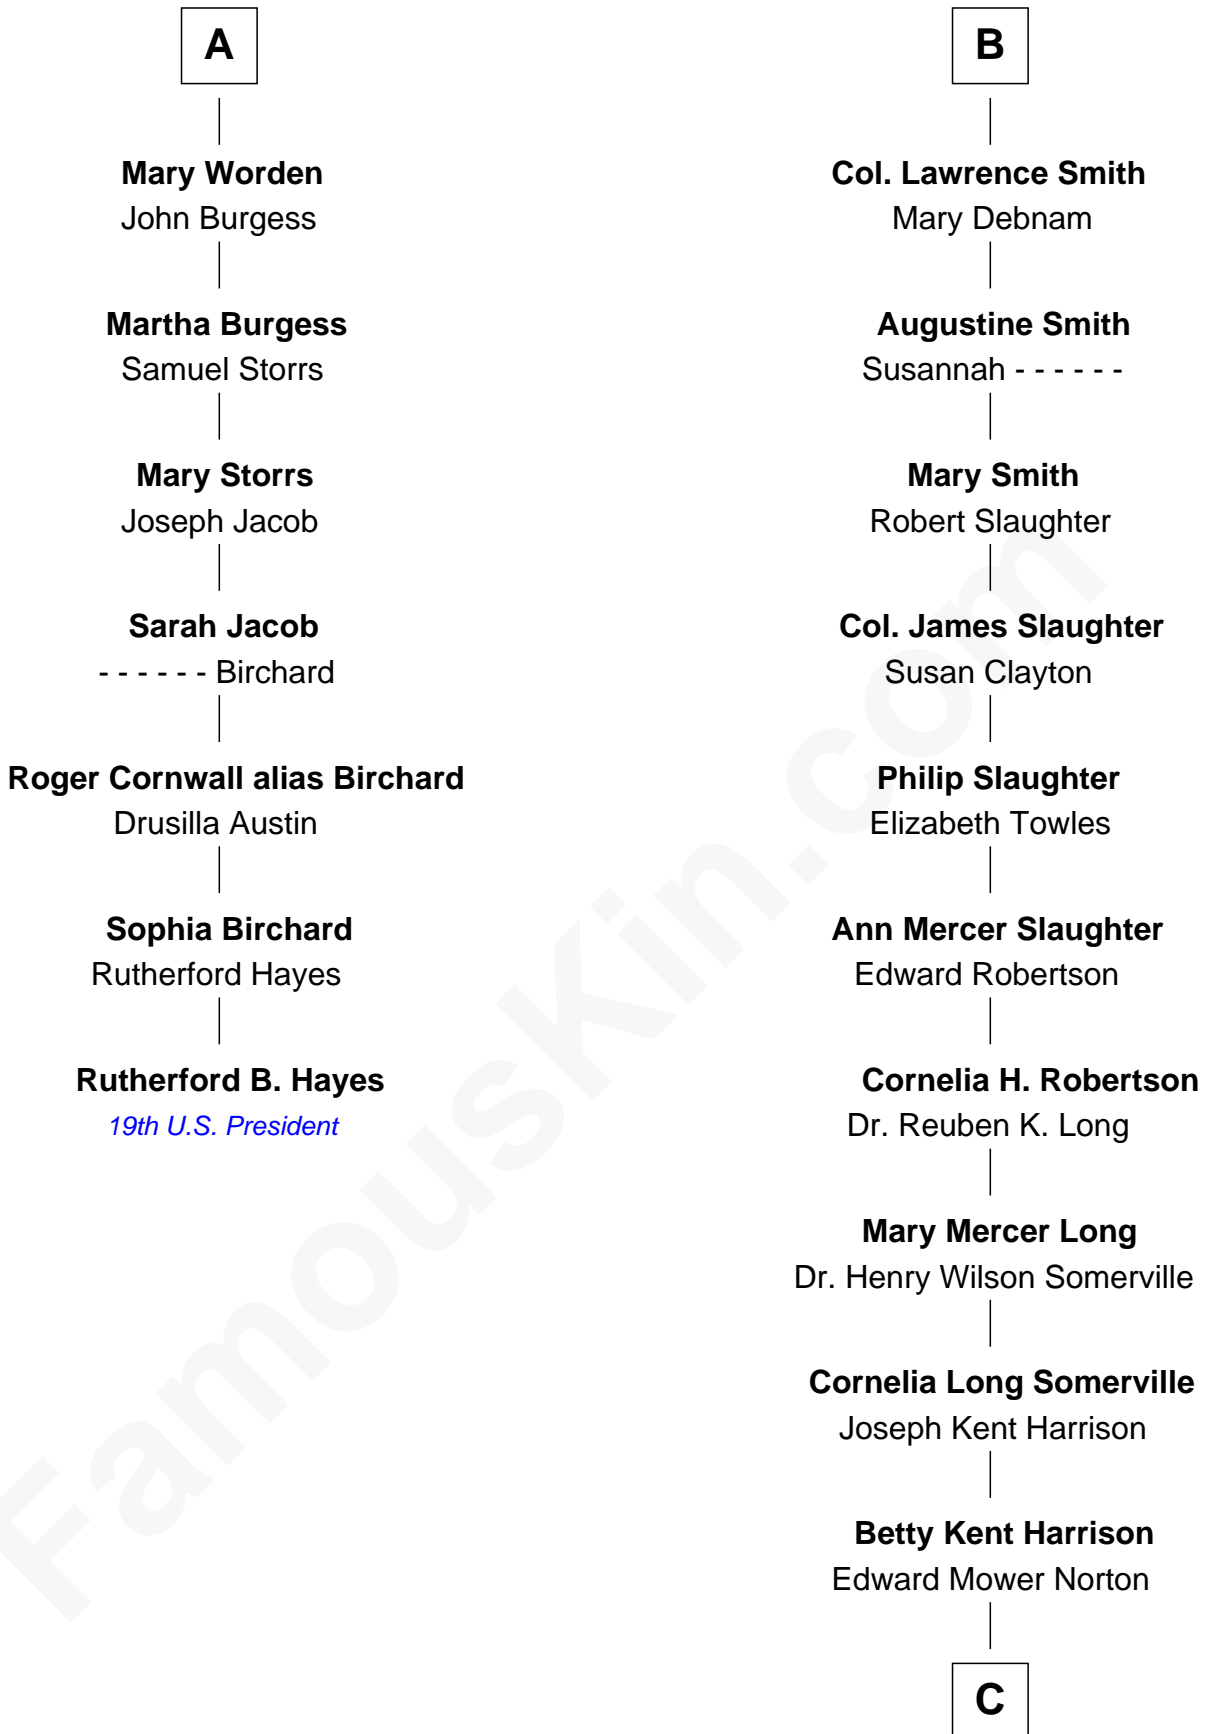 A
Mary Worden
John Burgess
Martha Burgess
Samuel Storrs
Mary Storrs
Joseph Jacob
Sarah Jacob
- - - - - - Birchard
Roger Cornwall alias Birchard
Drusilla Austin
Sophia Birchard
Rutherford Hayes
Rutherford B. Hayes
19th U.S. President
B
Col. Lawrence Smith
Mary Debnam
Augustine Smith
Susannah - - - - - -
Mary Smith
Robert Slaughter
Col. James Slaughter
Susan Clayton
Philip Slaughter
Elizabeth Towles
Ann Mercer Slaughter
Edward Robertson
Cornelia H. Robertson
Dr. Reuben K. Long
Mary Mercer Long
Dr. Henry Wilson Somerville
Cornelia Long Somerville
Joseph Kent Harrison
Betty Kent Harrison
Edward Mower Norton
C
FamousKin.com